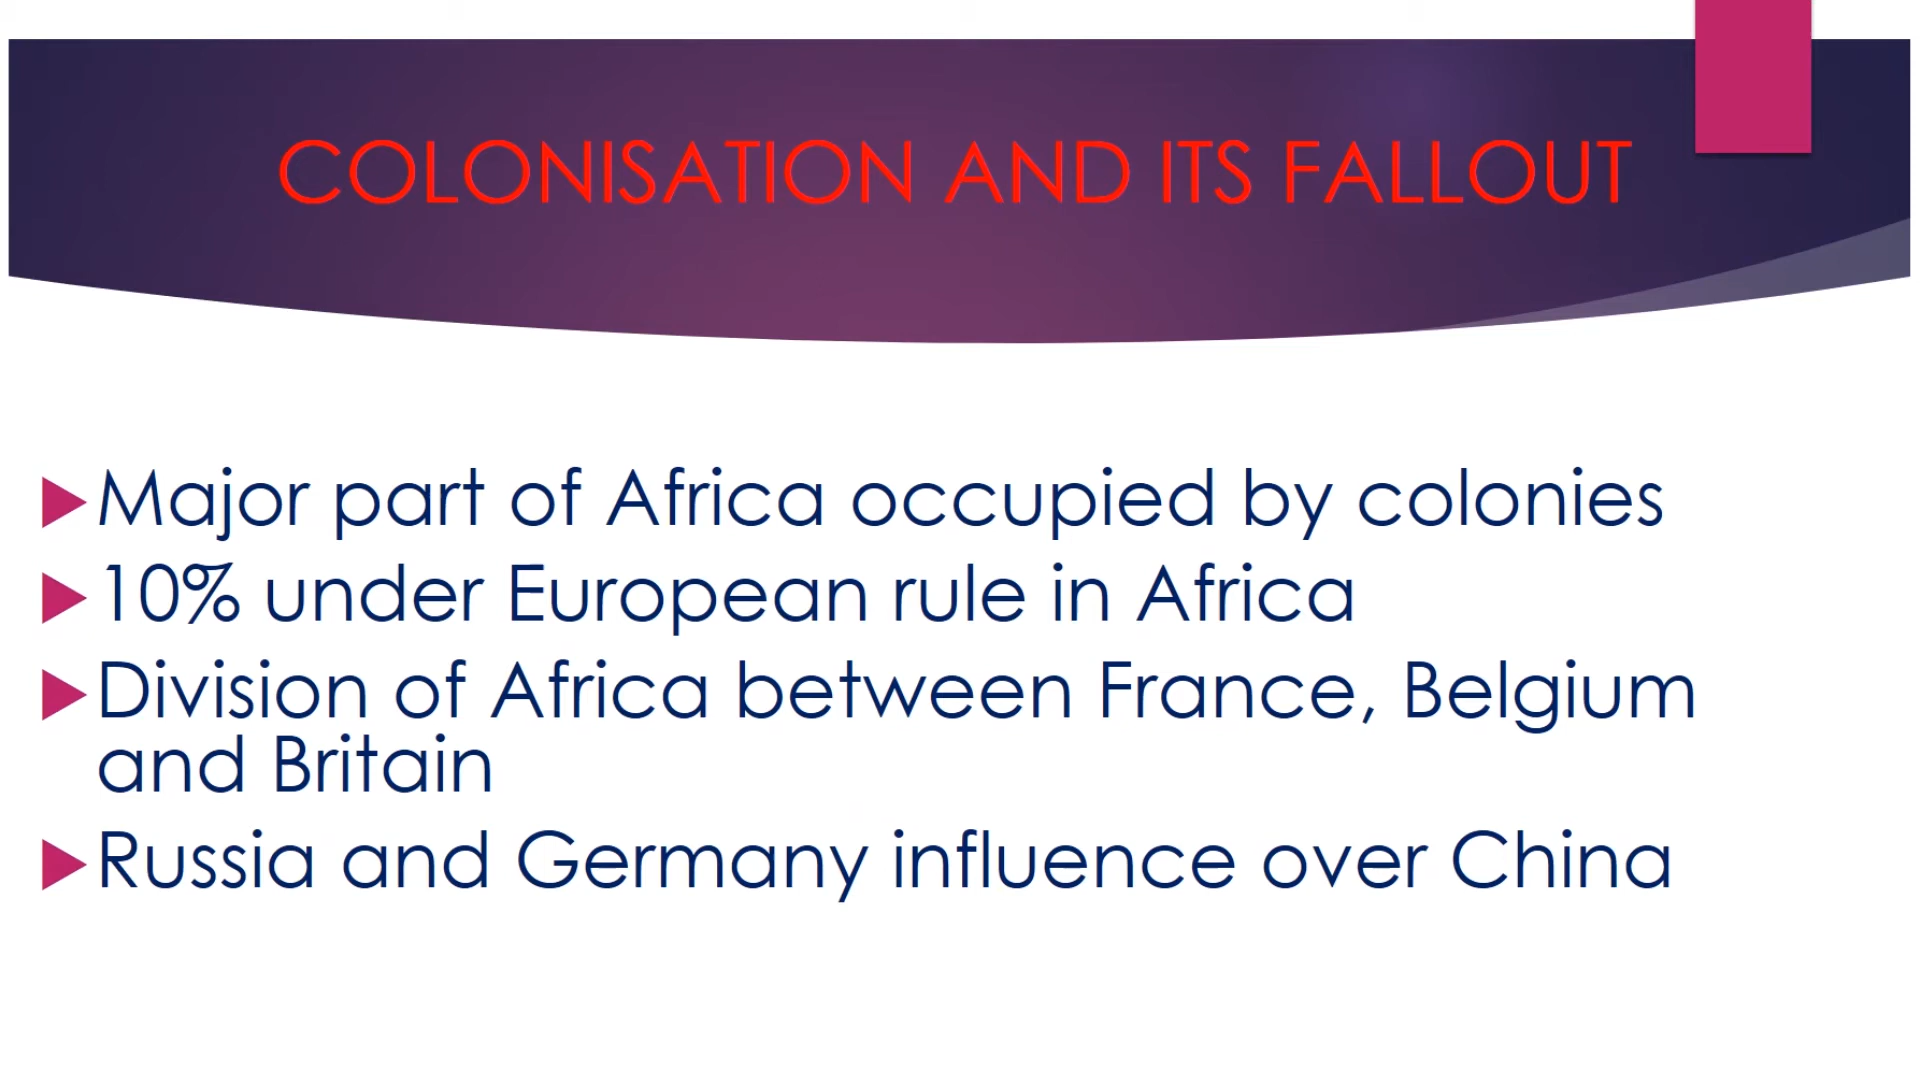 COLONISATION AND ITS FALLOUT
Major part of Africa occupied by colonies
10% under European rule in Africa
Division of Africa between France, Belgium
and Britain
Russia and Germany influence over China